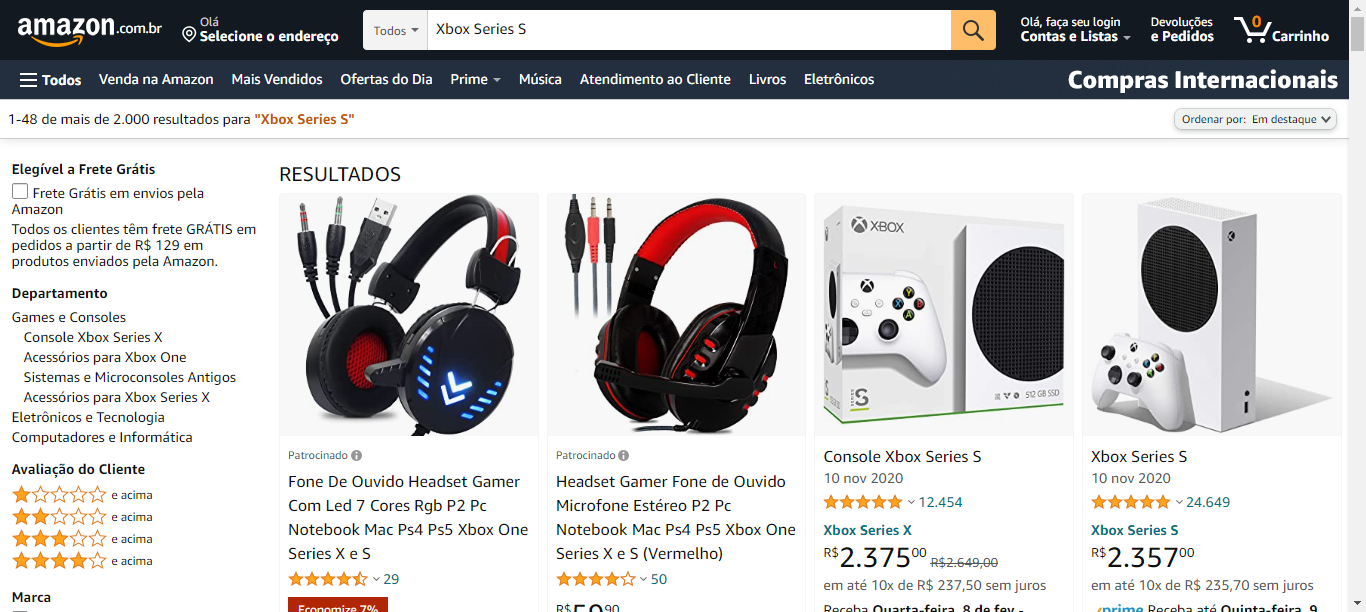 amazon.com.br
Olá
Selecione o endereço
Todos
Xbox Series S
Olá, faça seu login
Contas e Listas
Devoluções
e Pedidos
0
Carrinho
Todos
Venda na Amazon
Mais Vendidos
Ofertas do Dia
Prime
Música
Atendimento ao Cliente
Livros
Eletrônicos
Compras Internacionais
1-48 de mais de 2.000 resultados para "Xbox Series S"
Ordenar por: Em destaque
Elegível a Frete Grátis
Frete Grátis em envios pela
Amazon
Todos os clientes têm frete GRÁTIS em
pedidos a partir de R$ 129 em
produtos enviados pela Amazon.
Departamento
Games e Consoles
Console Xbox Series X
Acessórios para Xbox One
Sistemas e Microconsoles Antigos
Acessórios para Xbox Series X
Eletrônicos e Tecnologia
Computadores e Informática
Avaliação do Cliente
e acima
e acima
e acima
e acima
Marca
RESULTADOS
Patrocinado
Fone De Ouvido Headset Gamer
Com Led 7 Cores Rgb P2 Pc
Notebook Mac Ps4 Ps5 Xbox One
Series X e S
29
Economize 7%
Patrocinado
Headset Gamer Fone de Ouvido
Microfone Estéreo P2 Pc
Notebook Mac Ps4 Ps5 Xbox One
Series X e S (Vermelho)
50
R$5990
XBOX
Y
X
B
A
SERIES S
512 GB SSD
Console Xbox Series S
10 nov 2020
12.454
Xbox Series X
R$2.37500 R$2.649,00
em até 10x de R$ 237,50 sem juros
Receba Quarta-feira, 8 de fev -
Xbox Series S
10 nov 2020
24.649
Xbox Series S
R$2.35700
em até 10x de R$ 235,70 sem juros
prime Receba até Quinta-feira, 9